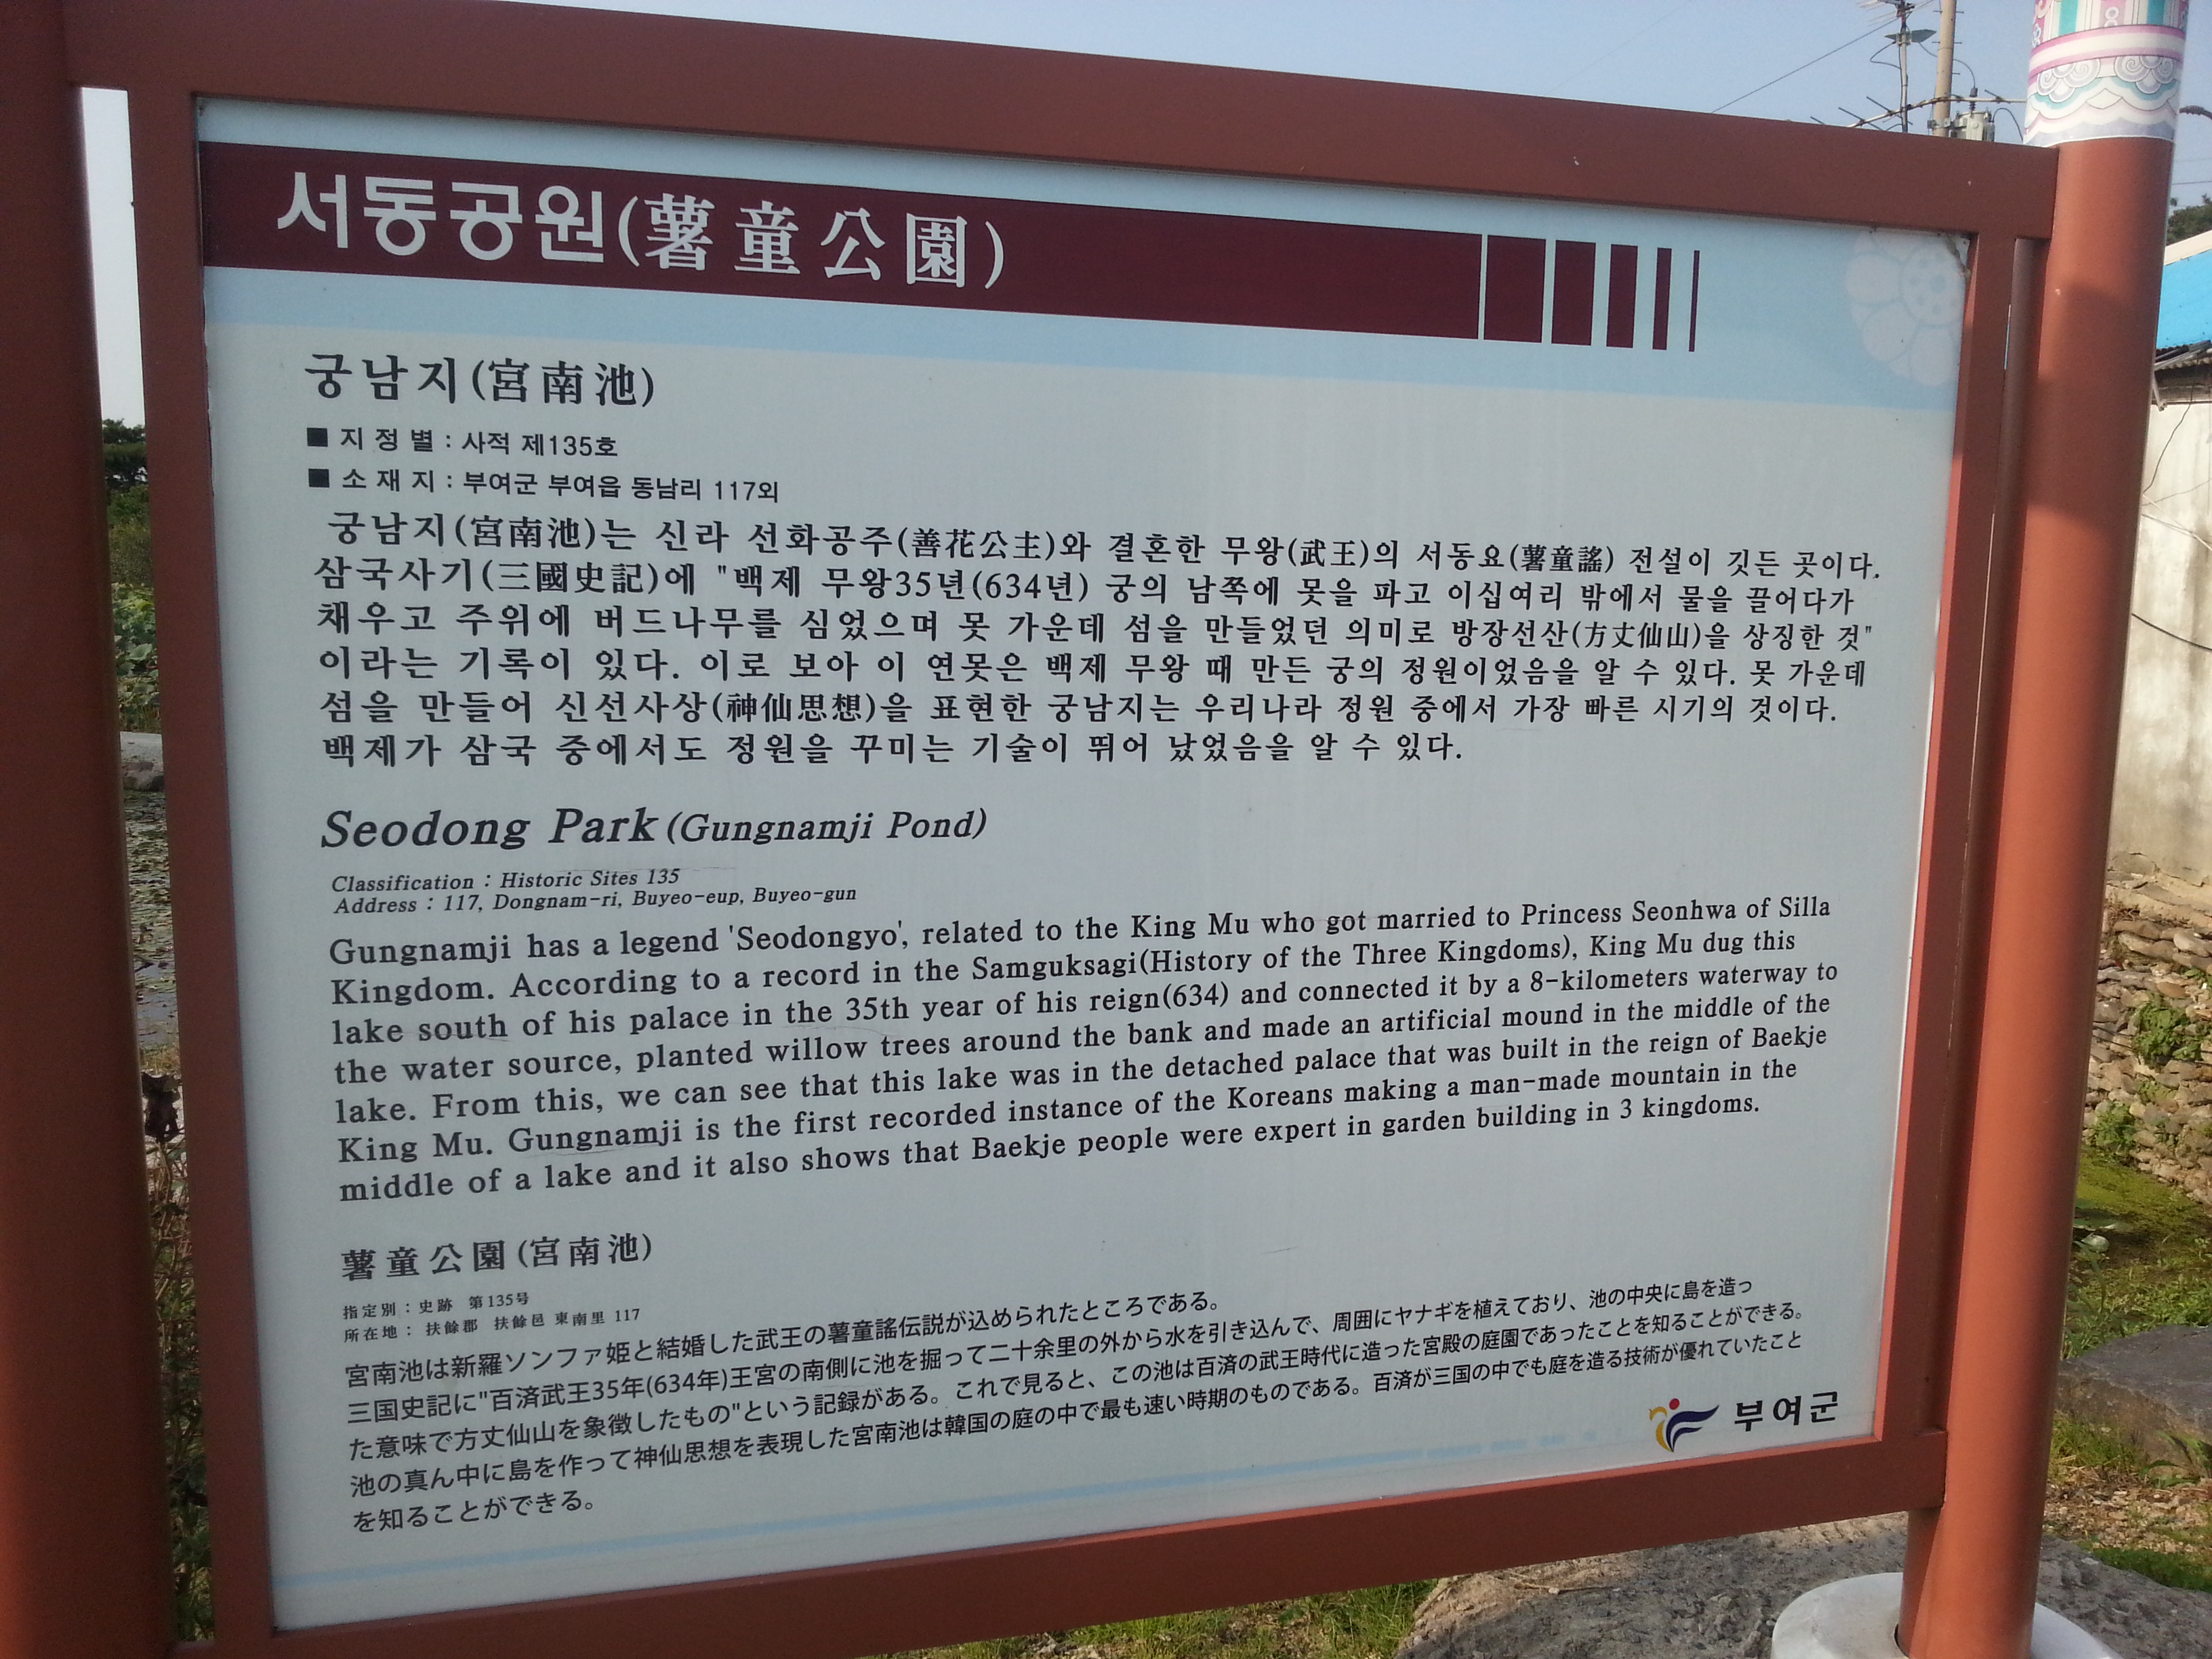 서동공원(薯童公園)
궁남지(宮南池)
■ 지 정 별 : 사적 제135호
■ 소 재 지 : 부여군 부여읍 동남리 117외
궁남지(宮南池)는 신라 선화공주(善花公主)와 결혼한 무왕(武王)의 서동요(薯童謠) 전설이 깃든 곳이다.
삼국사기(三國史記)에 "백제 무왕35년(634년) 궁의 남쪽에 못을 파고 이십여리 밖에서 물을 끌어다가
채우고 주위에 버드나무를 심었으며 못 가운데 섬을 만들었던 의미로 방장선산(方丈仙山)을 상징한 것"
이라는 기록이 있다. 이로 보아 이 연못은 백제 무왕 때 만든 궁의 정원이었음을 알 수 있다. 못 가운데
섬을 만들어 신선사상(神仙思想)을 표현한 궁남지는 우리나라 정원 중에서 가장 빠른 시기의 것이다.
백제가 삼국 중에서도 정원을 꾸미는 기술이 뛰어 났었음을 알 수 있다.
Seodong Park (Gungnamji Pond)
Classification : Historic Sites 135
Address : 117, Dongnam-ri, Buyeo-eup, Buyeo-gun
Gungnamji has a legend 'Seodongyo', related to the King Mu who got married to Princess Seonhwa of Silla
Kingdom. According to a record in the Samguksagi(History of the Three Kingdoms), King Mu dug this
lake south of his palace in the 35th year of his reign(634) and connected it by a 8-kilometers waterway to
the water source, planted willow trees around the bank and made an artificial mound in the middle of the
lake. From this, we can see that this lake was in the detached palace that was built in the reign of Baekje
King Mu. Gungnamji is the first recorded instance of the Koreans making a man-made mountain in the
middle of a lake and it also shows that Baekje people were expert in garden building in 3 kingdoms.
薯童公園(宮南池)
指定別 : 史跡 第135号
所在地 : 扶餘郡 扶餘邑 東南里 117
宮南池は新羅ソンファ姫と結婚した武王の薯童謠伝説が込められたところである。
三国史記に"百済武王35年(634年)王宮の南側に池を掘って二十余里の外から水を引き込んで、周囲にヤナギを植えており、池の中央に島を造っ
た意味で方丈仙山を象徴したもの"という記録がある。これで見ると、この池は百済の武王時代に造った宮殿の庭園であったことを知ることができる。
池の真ん中に島を作って神仙思想を表現した宮南池は韓国の庭の中で最も速い時期のものである。百済が三国の中でも庭を造る技術が優れていたこと
を知ることができる。
부여군